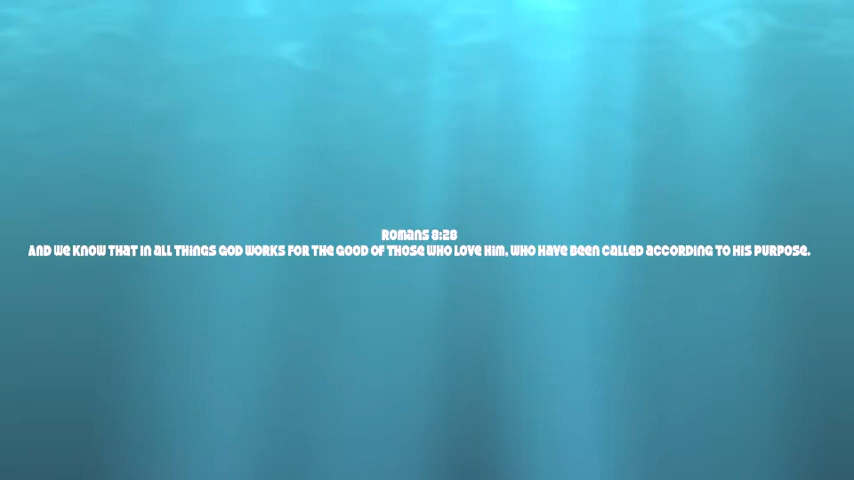 Romans 8:28
And we know that in all things God works for the good of those who love Him, who have been called according to His purpose.